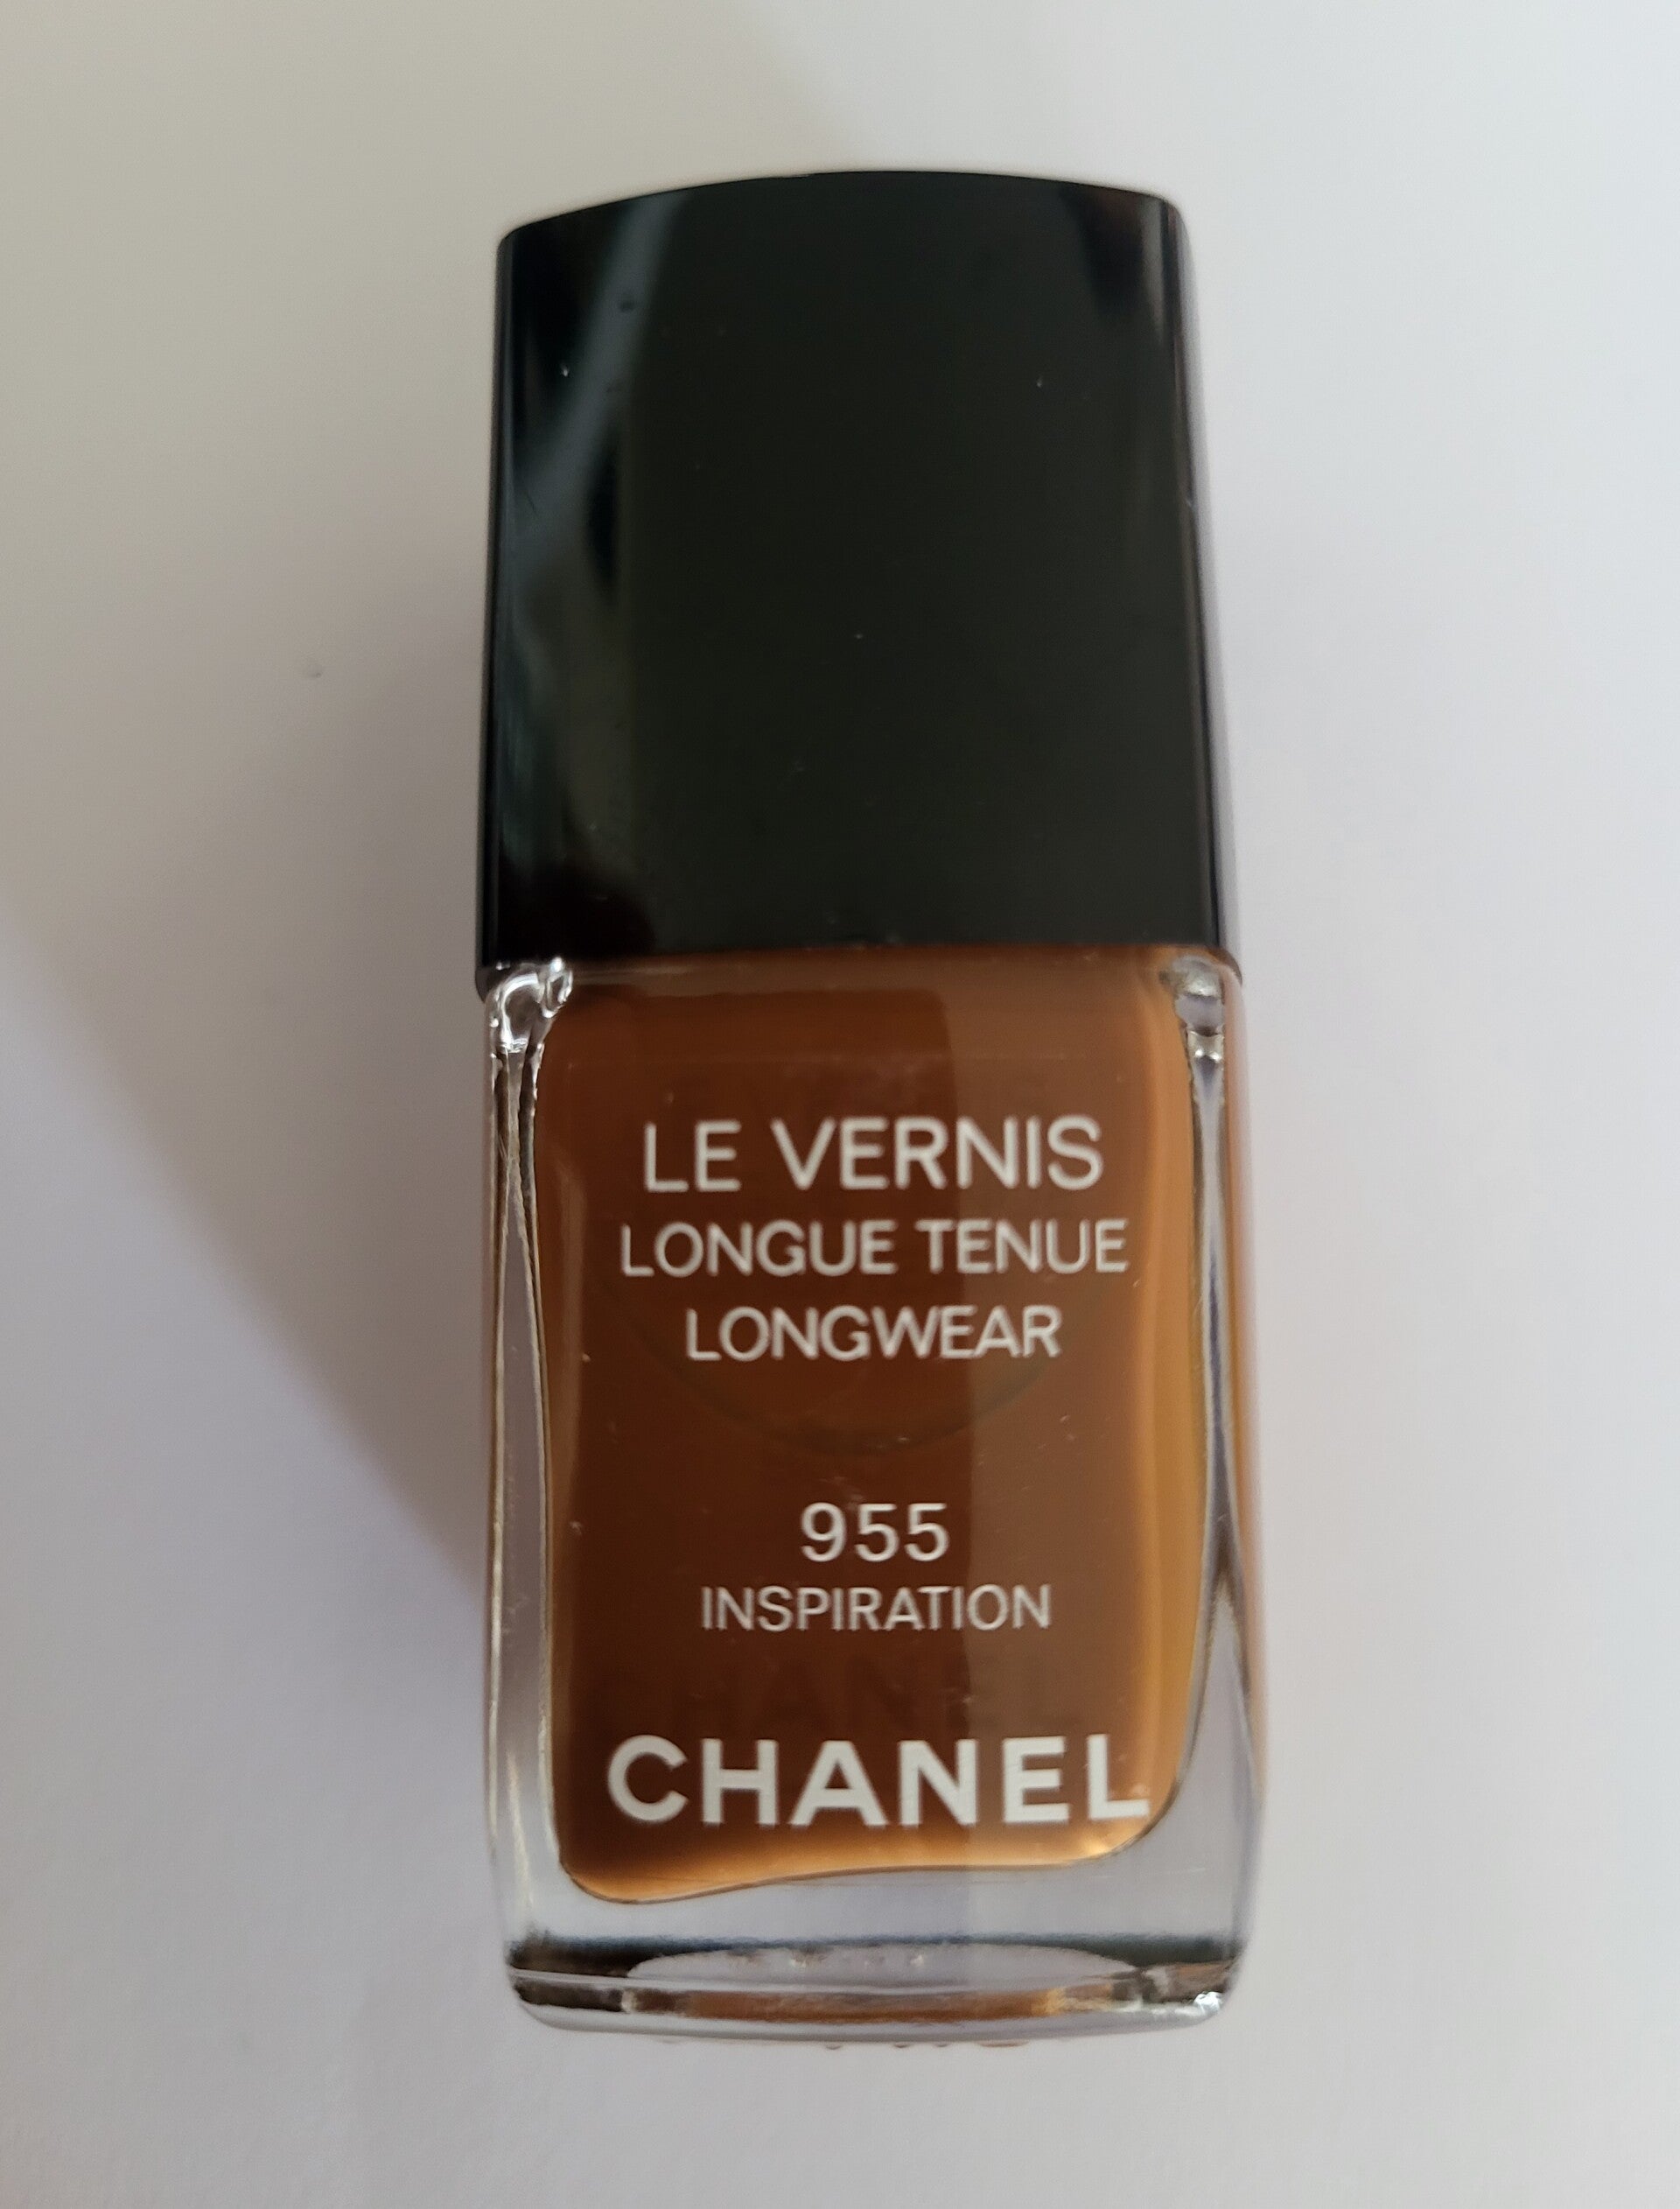 LE VERNIS
LONGUE TENUE
LONGWEAR
955
INSPIRATION
CHANEL